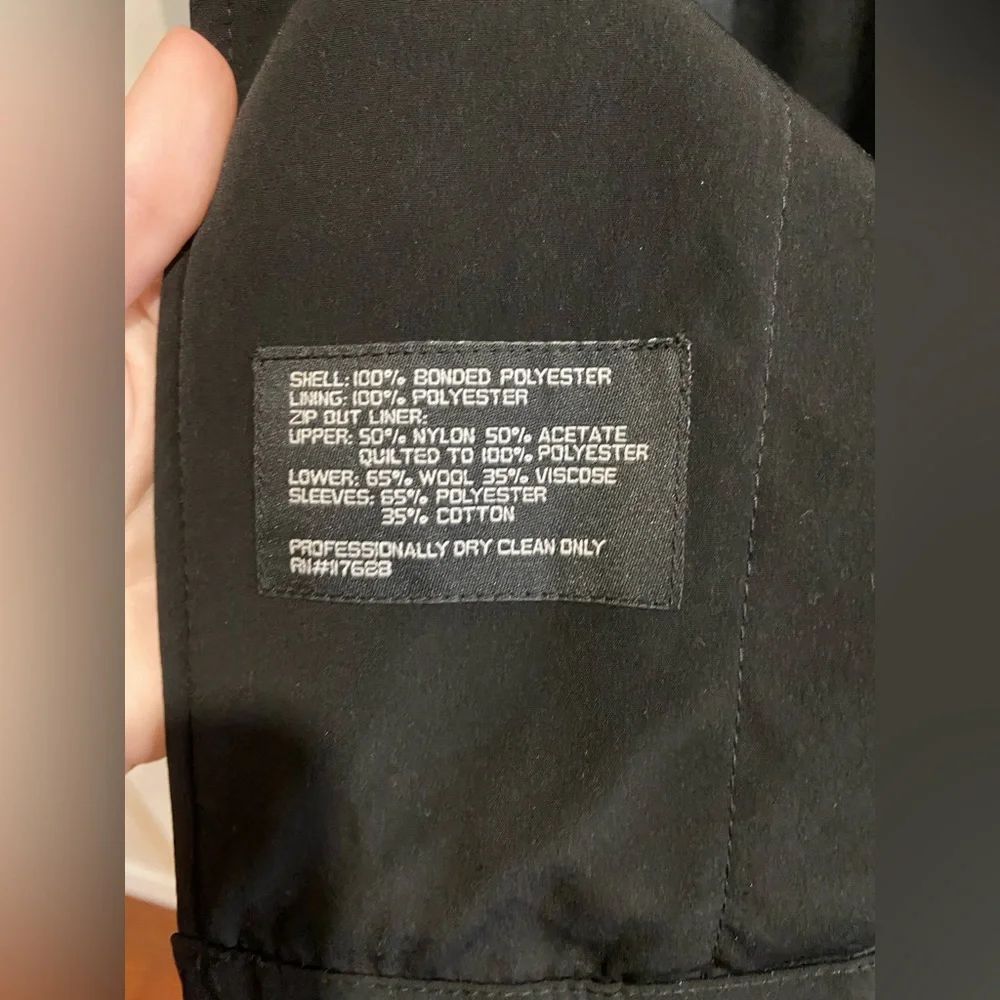 SHELL: 100% BONDED POLYESTER
LINING: 100% POLYESTER
ZIP OUT LINER:
UPPER: 50% NYLON 50% ACETATE
QUILTED TO 100% POLYESTER
LOWER: 65% WOOL 35% VISCOSE
SLEEVES: 65% POLYESTER
35% COTTON
PROFESSIONALLY DRY CLEAN ONLY
RN#117628